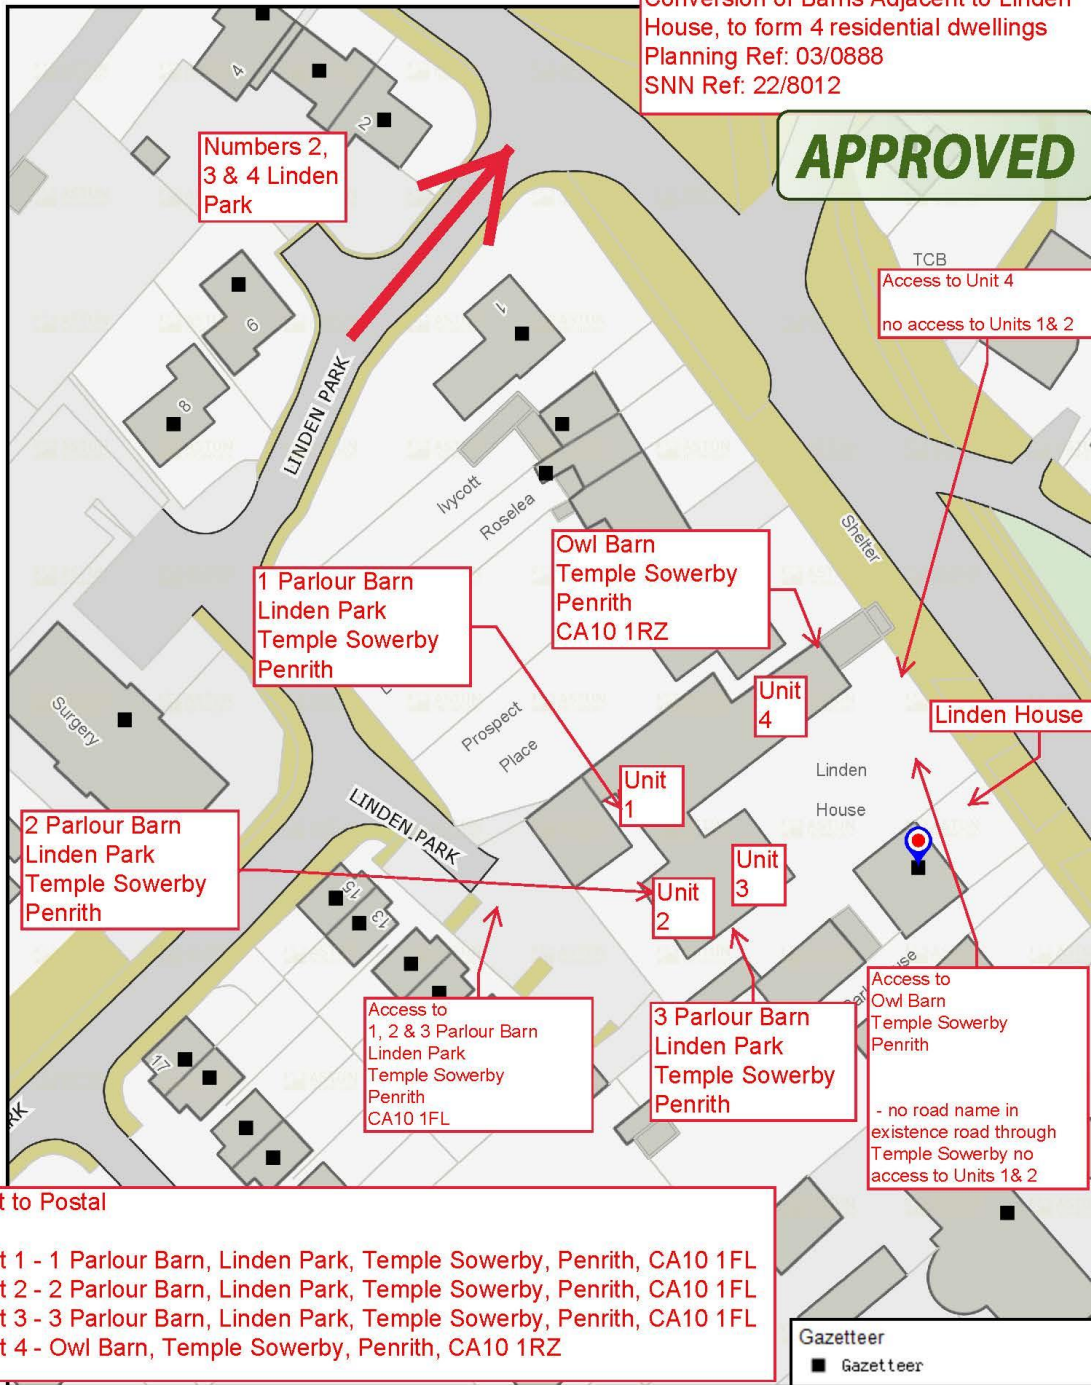 Conversion of Barns Adjacent to Linden
House, to form 4 residential dwellings
Planning Ref: 03/0888
SNN Ref: 22/8012
APPROVED
4
2
Numbers 2,
3 & 4 Linden
Park
TCB
Access to Unit 4
no access to Units 1& 2
1
9
8
LINDEN PARK
Ivycott
Roselea
Shelter
Owl Barn
Temple Sowerby
Penrith
CA10 1RZ
1 Parlour Barn
Linden Park
Temple Sowerby
Penrith
Surgery
Prospect
Place
Unit
4
Linden House
Linden
House
Unit
1
LINDEN PARK
2 Parlour Barn
Linden Park
Temple Sowerby
Penrith
Unit
3
Unit
2
15
13
Access to
1, 2 & 3 Parlour Barn
Linden Park
Temple Sowerby
Penrith
CA10 1FL
3 Parlour Barn
Linden Park
Temple Sowerby
Penrith
Access to
Owl Barn
Temple Sowerby
Penrith
- no road name in
existence road through
Temple Sowerby no
access to Units 1& 2
17
RK
t to Postal
t 1 - 1 Parlour Barn, Linden Park, Temple Sowerby, Penrith, CA10 1FL
t 2 - 2 Parlour Barn, Linden Park, Temple Sowerby, Penrith, CA10 1FL
t 3 - 3 Parlour Barn, Linden Park, Temple Sowerby, Penrith, CA10 1FL
t 4 - Owl Barn, Temple Sowerby, Penrith, CA10 1RZ
Gazetteer
Gazetteer